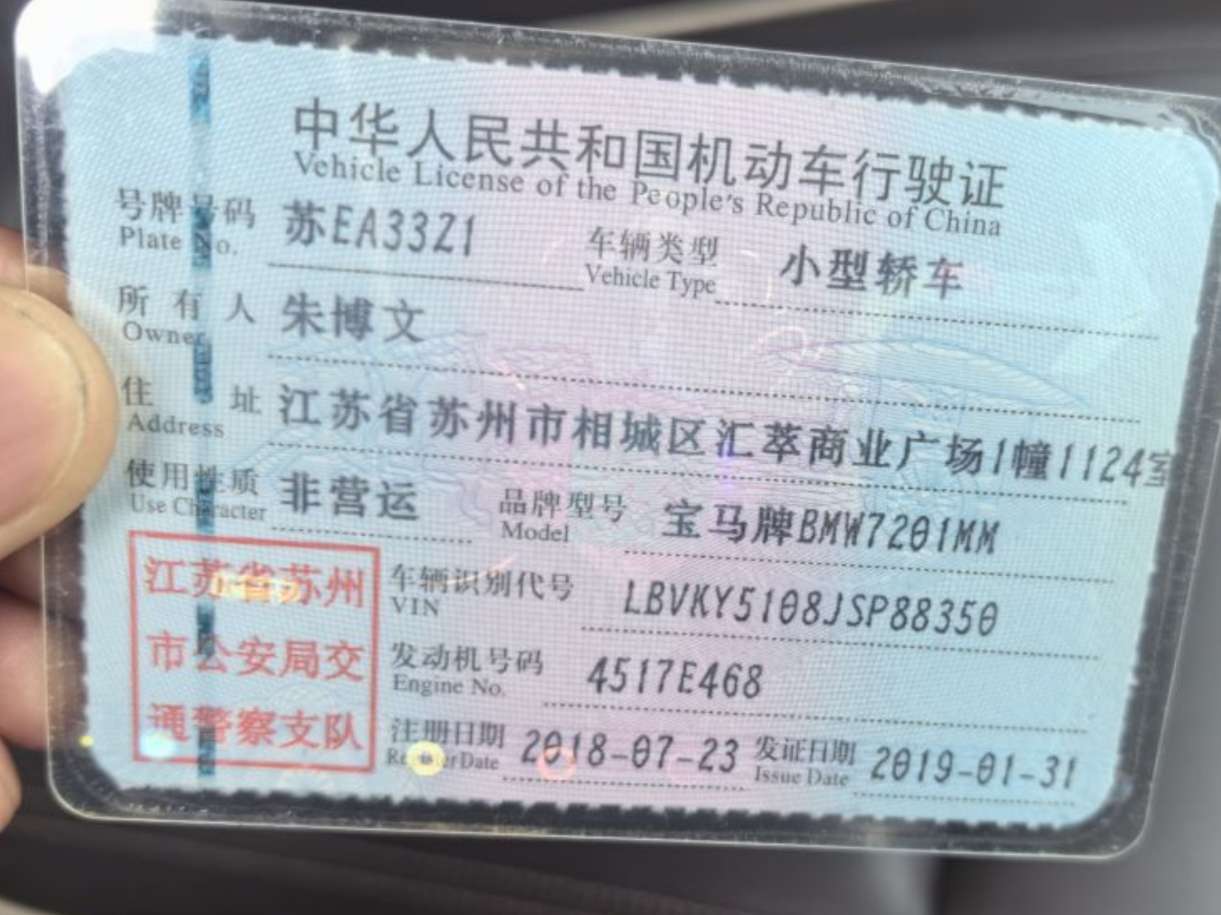 中华人民共和国机动车行驶证
Vehicle License of the People's Republic of China
号牌号码 苏EA33Z1 车辆类型 小型轿车
Plate No. Vehicle Type
所有人 朱博文
Owner
住址 江苏省苏州市相城区汇萃商业广场1幢1124室
Address
使用性质 非营运 品牌型号 宝马牌BMW7201MM
Use Character Model
江苏省苏州
市公安局交
通警察支队
车辆识别代号 LBVKY5108JSP88350
VIN
发动机号码 4517E468
Engine No.
注册日期 2018-07-23 发证日期 2019-01-31
Register Date Issue Date